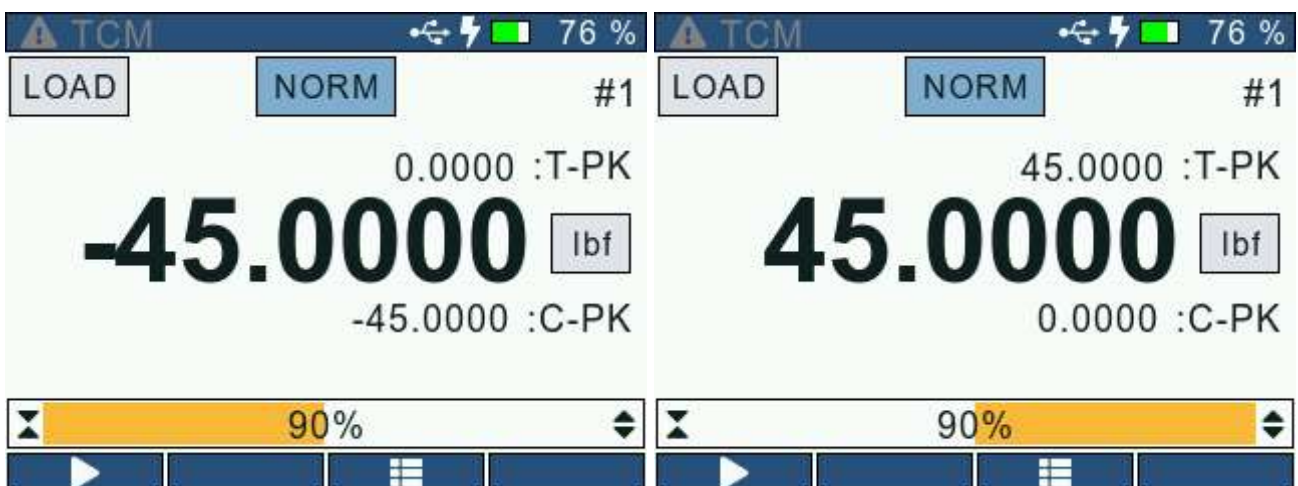 TCM 76 %
LOAD NORM #1
0.0000 :T-PK
-45.0000 lbf
-45.0000 :C-PK
90%
TCM 76 %
LOAD NORM #1
45.0000 :T-PK
45.0000 lbf
0.0000 :C-PK
90%